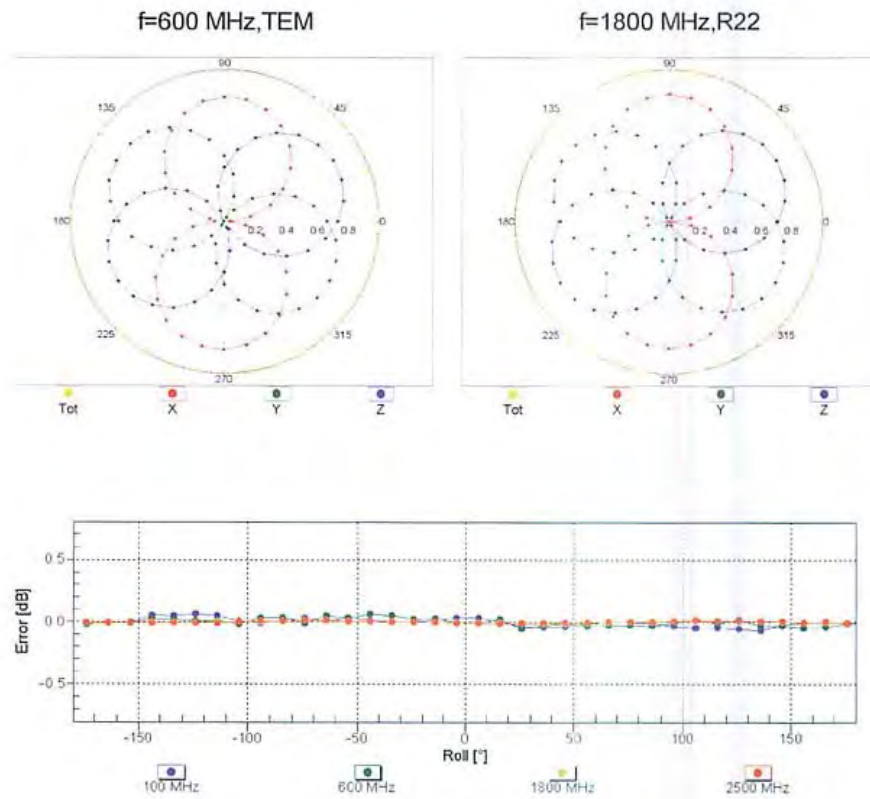 f=600 MHz,TEM
f=1800 MHz,R22
90
135
45
180
0
0.2 0.4 0.6 0.8
225
315
270
Tot X Y Z
90
135
45
180
0
0.2 0.4 0.6 0.8
225
315
270
Tot X Y Z
Error [dB]
0.5
0.0
-0.5
-150 -100 -50 0 50 100 150
Roll [°]
100 MHz 600 MHz 1800 MHz 2500 MHz